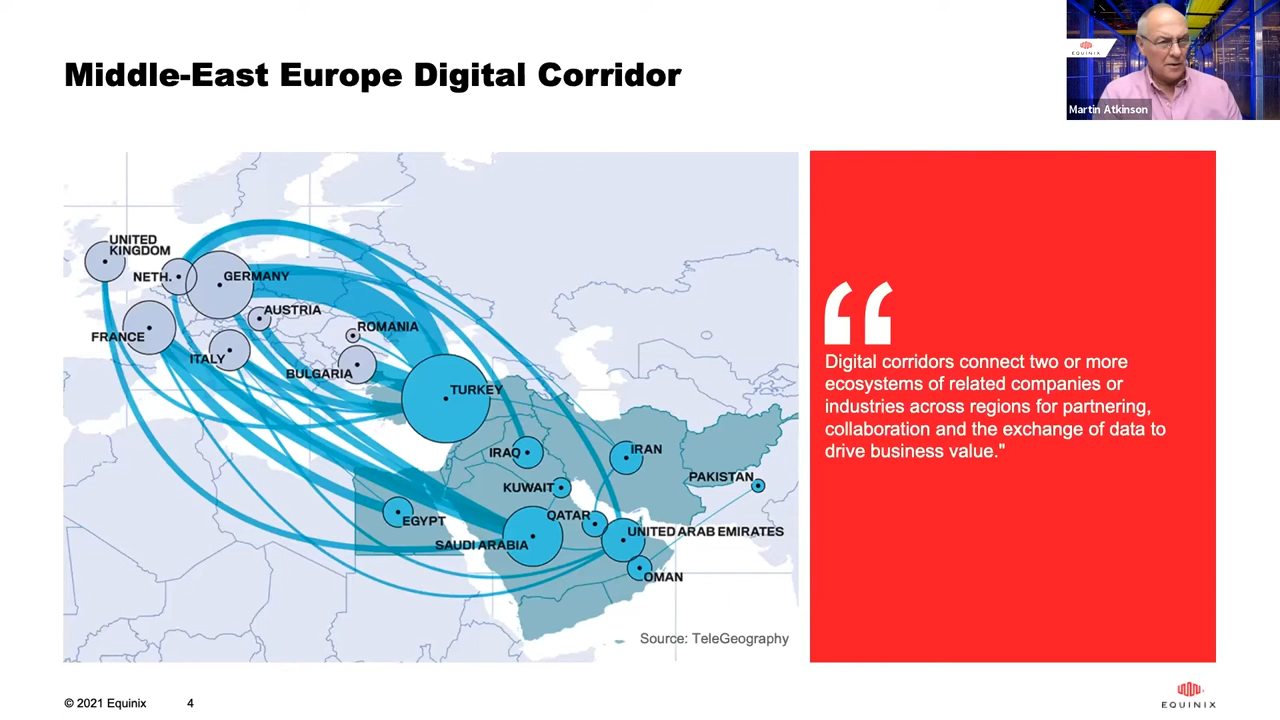 Middle-East Europe Digital Corridor
EQUINIX
Martin Atkinson
UNITED
KINGDOM
NETH.
GERMANY
AUSTRIA
FRANCE
ROMANIA
ITALY
BULGARIA
TURKEY
IRAQ
IRAN
PAKISTAN
KUWAIT
QATAR
EGYPT
UNITED ARAB EMIRATES
SAUDI ARABIA
OMAN
Source: TeleGeography
“
Digital corridors connect two or more
ecosystems of related companies or
industries across regions for partnering,
collaboration and the exchange of data to
drive business value."
© 2021 Equinix
4
EQUINIX